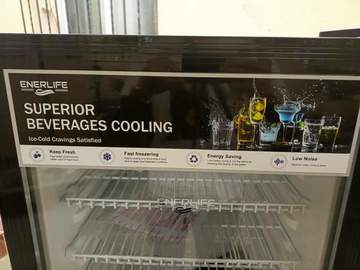 ENERLIFE
SUPERIOR
BEVERAGES COOLING
Ice-Cold Cravings Satisfied
Keep Fresh
Fast freezering
Energy Saving
Low Noise
ENERLIFE